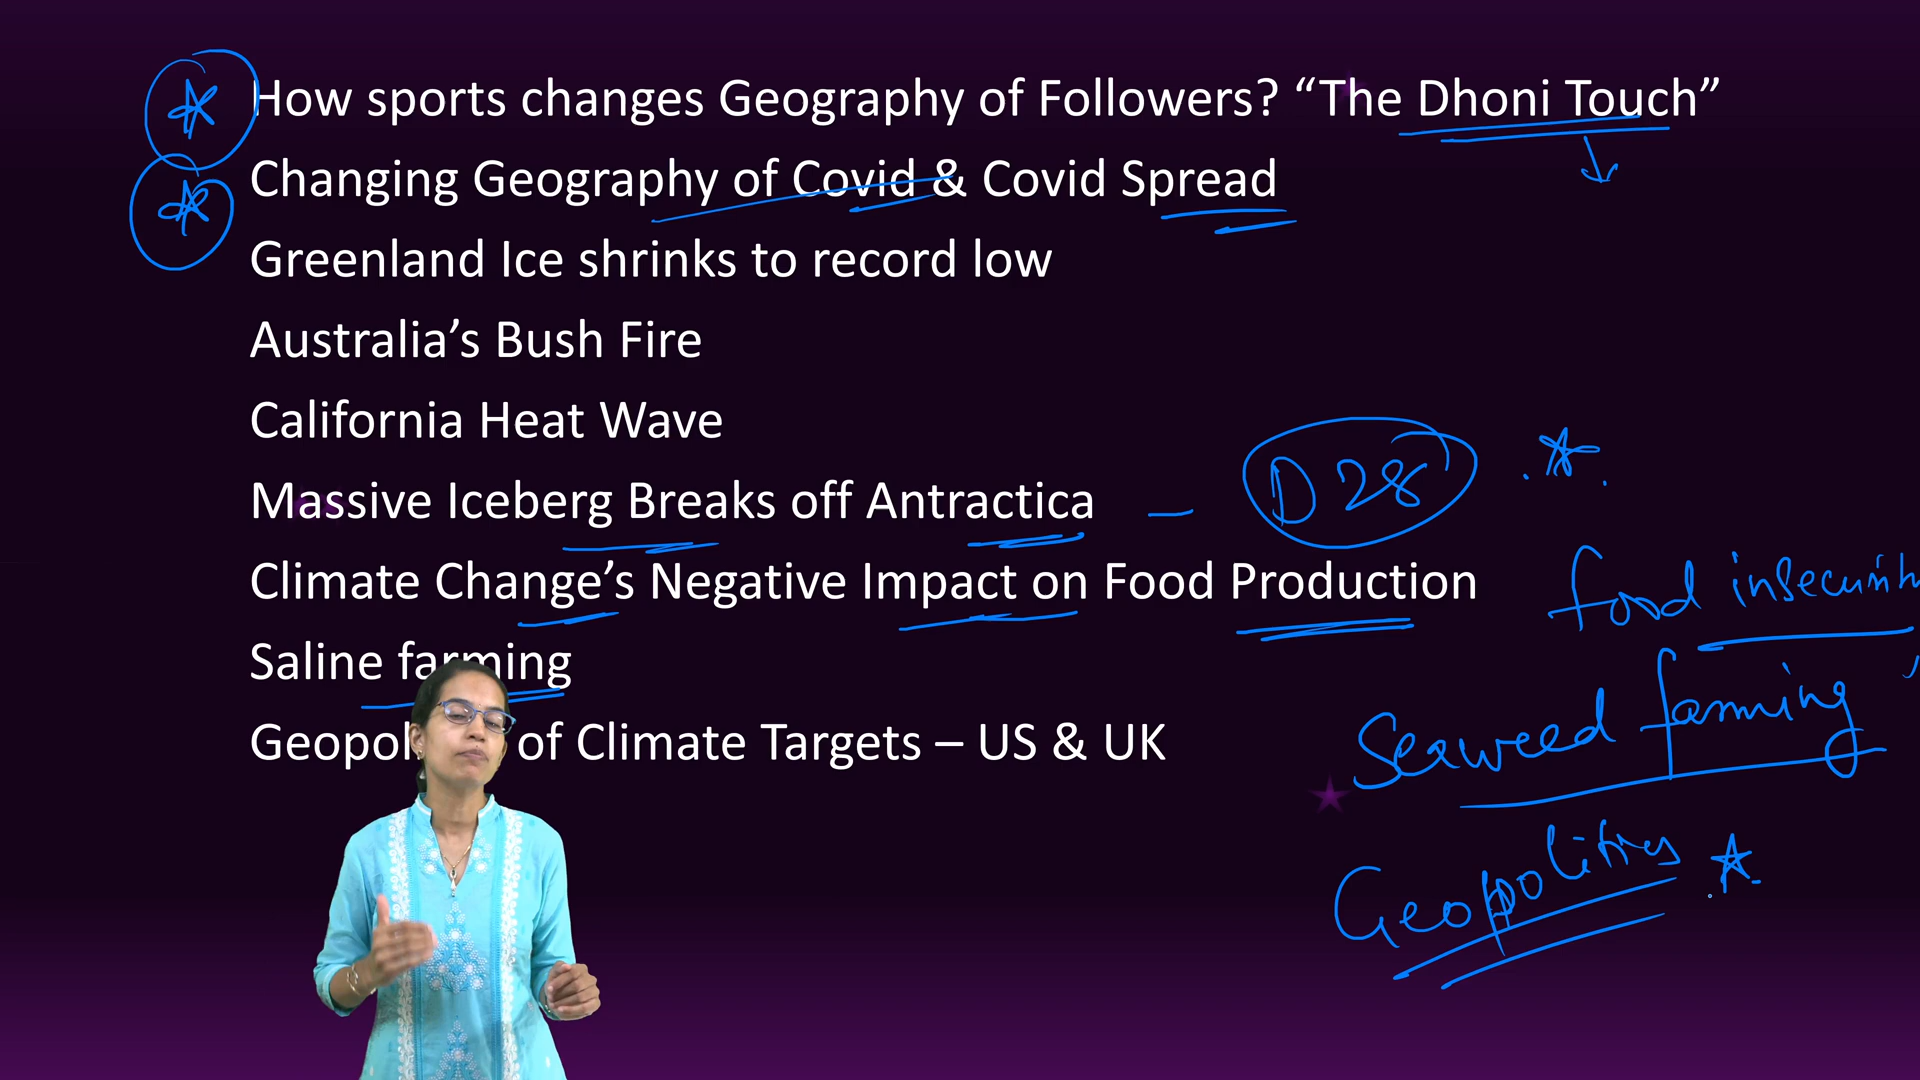 How sports changes Geography of Followers? “The Dhoni Touch”
Changing Geography of Covid & Covid Spread
Greenland Ice shrinks to record low
Australia’s Bush Fire
California Heat Wave
Massive Iceberg Breaks off Antractica – D28
Climate Change’s Negative Impact on Food Production
food
Saline farming
Seaweed farming
of Climate Targets – US & UK
Geopolitics